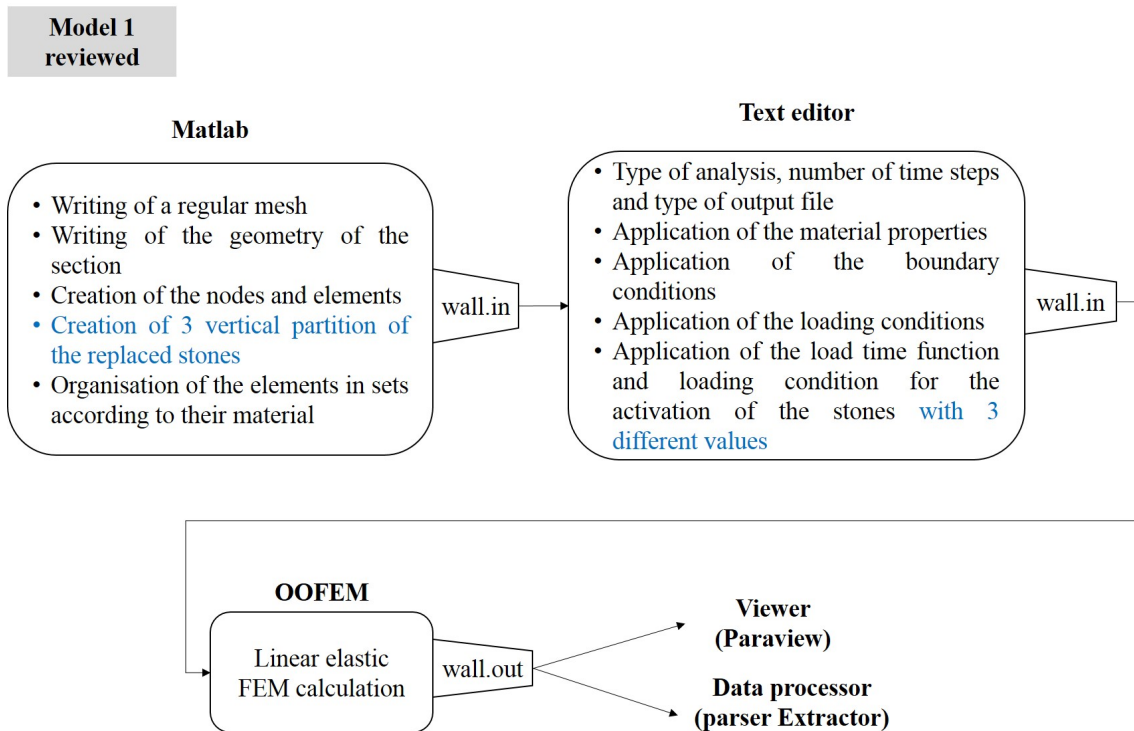 Model 1
reviewed
Matlab
• Writing of a regular mesh
• Writing of the geometry of the
section
• Creation of the nodes and elements
• Creation of 3 vertical partition of
the replaced stones
• Organisation of the elements in sets
according to their material
wall.in
Text editor
• Type of analysis, number of time steps
and type of output file
• Application of the material properties
• Application of the boundary
conditions
• Application of the loading conditions
• Application of the load time function
and loading condition for the
activation of the stones with 3
different values
wall.in
OOFEM
Linear elastic
FEM calculation
wall.out
Viewer
(Paraview)
Data processor
(parser Extractor)